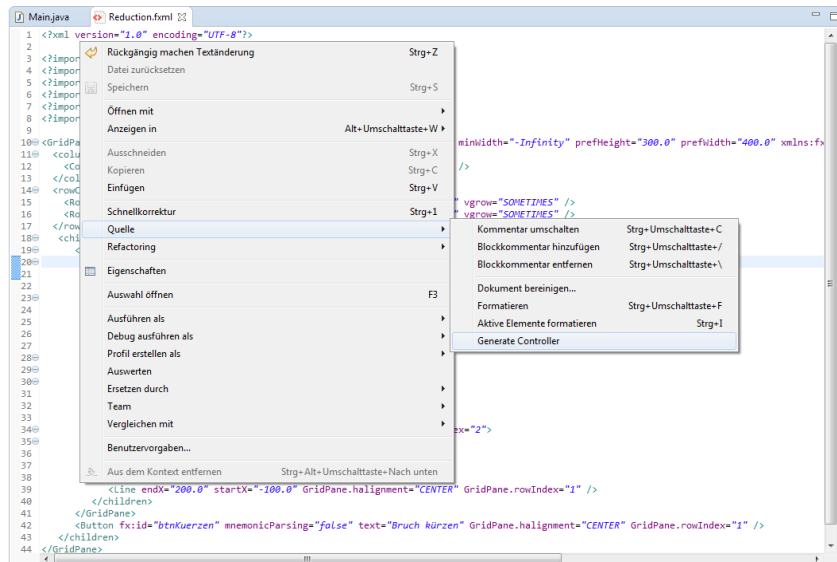 Main.java Reduction.fxml
1 <?xml version="1.0" encoding="UTF-8"?>
2 Rückgängig machen Textänderung Strg+Z
3 <?impor
4 <?impor Datei zurücksetzen
5 <?impor
6 <?impor Speichern Strg+S
7 <?impor Öffnen mit
8 <?impor
9 Anzeigen in Alt+Umschalttaste+W
10 <GridPa minWidth="-Infinity" prefHeight="300.0" prefWidth="400.0" xmlns:fx
11 <colu Ausschneiden Strg+X
12 <Co Kopieren Strg+C />
13 </col Einfügen Strg+V
14 <rowC
15 <Ro Schnellkorrektur Strg+1 " vgrow="SOMETIMES" />
16 <Ro " vgrow="SOMETIMES" />
17 </row Quelle Kommentar umschalten Strg+Umschalttaste+C
18 <chi Refactoring Blockkommentar hinzufügen Strg+Umschalttaste+/
19 <
20 Eigenschaften Blockkommentar entfernen Strg+Umschalttaste+\
21
22 Auswahl öffnen F3 Dokument bereinigen...
23 Formatieren Strg+Umschalttaste+F
24 Ausführen als Aktive Elemente formatieren Strg+I
25 Debug ausführen als Generate Controller
26
27 Profil erstellen als
28 Auswerten
29
30 Ersetzen durch
31
32 Team
33 Vergleichen mit
34 ex="2">
35 Benutzervorgaben...
36
37
38 Aus dem Kontext entfernen Strg+Alt+Umschalttaste+Nach unten
39 <Line endX="200.0" startX="-100.0" GridPane.halignment="CENTER" GridPane.rowIndex="1" />
40 </children>
41 </GridPane>
42 <Button fx:id="btnKuerzen" mnemonicParsing="false" text="Bruch kürzen" GridPane.halignment="CENTER" GridPane.rowIndex="1" />
43 </children>
44 </GridPane>